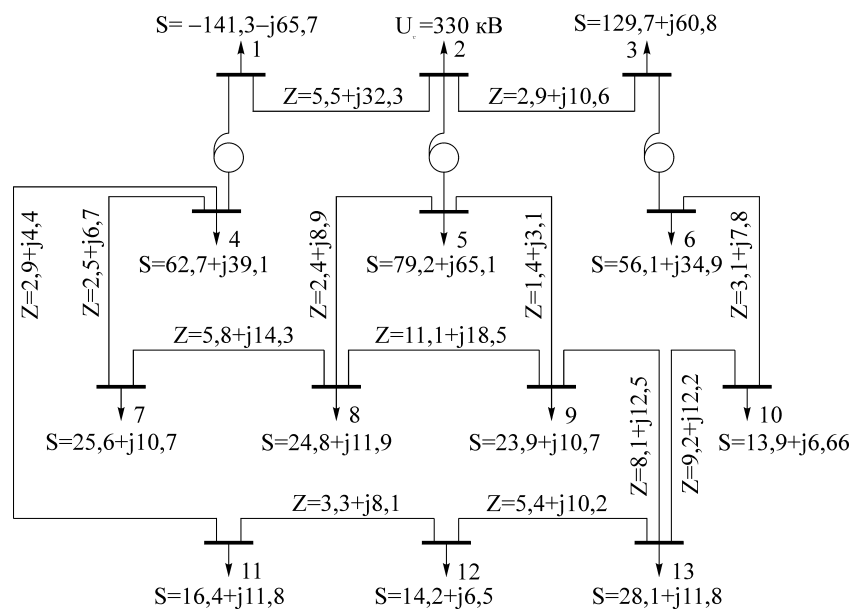 S= –141,3–j65,7
U г =330 кВ
S=129,7+j60,8
1
2
3
Z=5,5+j32,3
Z=2,9+j10,6
Z=2,9+j4,4
Z=2,5+j6,7
Z=2,4+j8,9
Z=1,4+j3,1
Z=3,1+j7,8
4
5
6
S=62,7+j39,1
S=79,2+j65,1
S=56,1+j34,9
Z=5,8+j14,3
Z=11,1+j18,5
Z=8,1+j12,5
Z=9,2+j12,2
7
8
9
10
S=25,6+j10,7
S=24,8+j11,9
S=23,9+j10,7
S=13,9+j6,66
Z=3,3+j8,1
Z=5,4+j10,2
11
12
13
S=16,4+j11,8
S=14,2+j6,5
S=28,1+j11,8